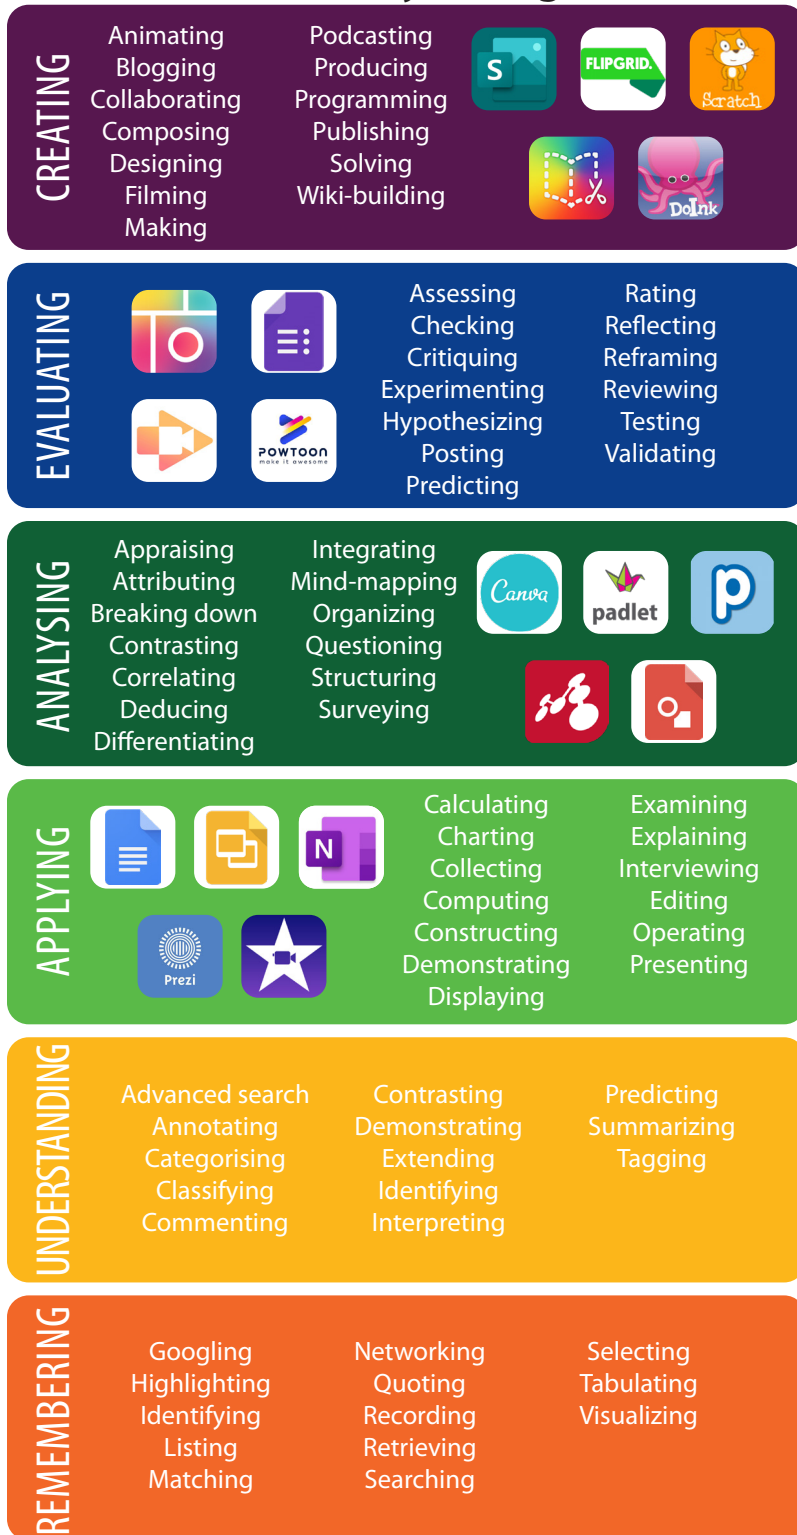 CREATING
Animating
Blogging
Collaborating
Composing
Designing
Filming
Making
Podcasting
Producing
Programming
Publishing
Solving
Wiki-building
S
FLIPGRID.
Scratch
DoInk
EVALUATING
POWTOON
make it awesome
Assessing
Checking
Critiquing
Experimenting
Hypothesizing
Posting
Predicting
Rating
Reflecting
Reframing
Reviewing
Testing
Validating
ANALYSING
Appraising
Attributing
Breaking down
Contrasting
Correlating
Deducing
Differentiating
Integrating
Mind-mapping
Organizing
Questioning
Structuring
Surveying
Canva
padlet
p
APPLYING
N
Prezi
Calculating
Charting
Collecting
Computing
Constructing
Demonstrating
Displaying
Examining
Explaining
Interviewing
Editing
Operating
Presenting
UNDERSTANDING
Advanced search
Annotating
Categorising
Classifying
Commenting
Contrasting
Demonstrating
Extending
Identifying
Interpreting
Predicting
Summarizing
Tagging
REMEMBERING
Googling
Highlighting
Identifying
Listing
Matching
Networking
Quoting
Recording
Retrieving
Searching
Selecting
Tabulating
Visualizing